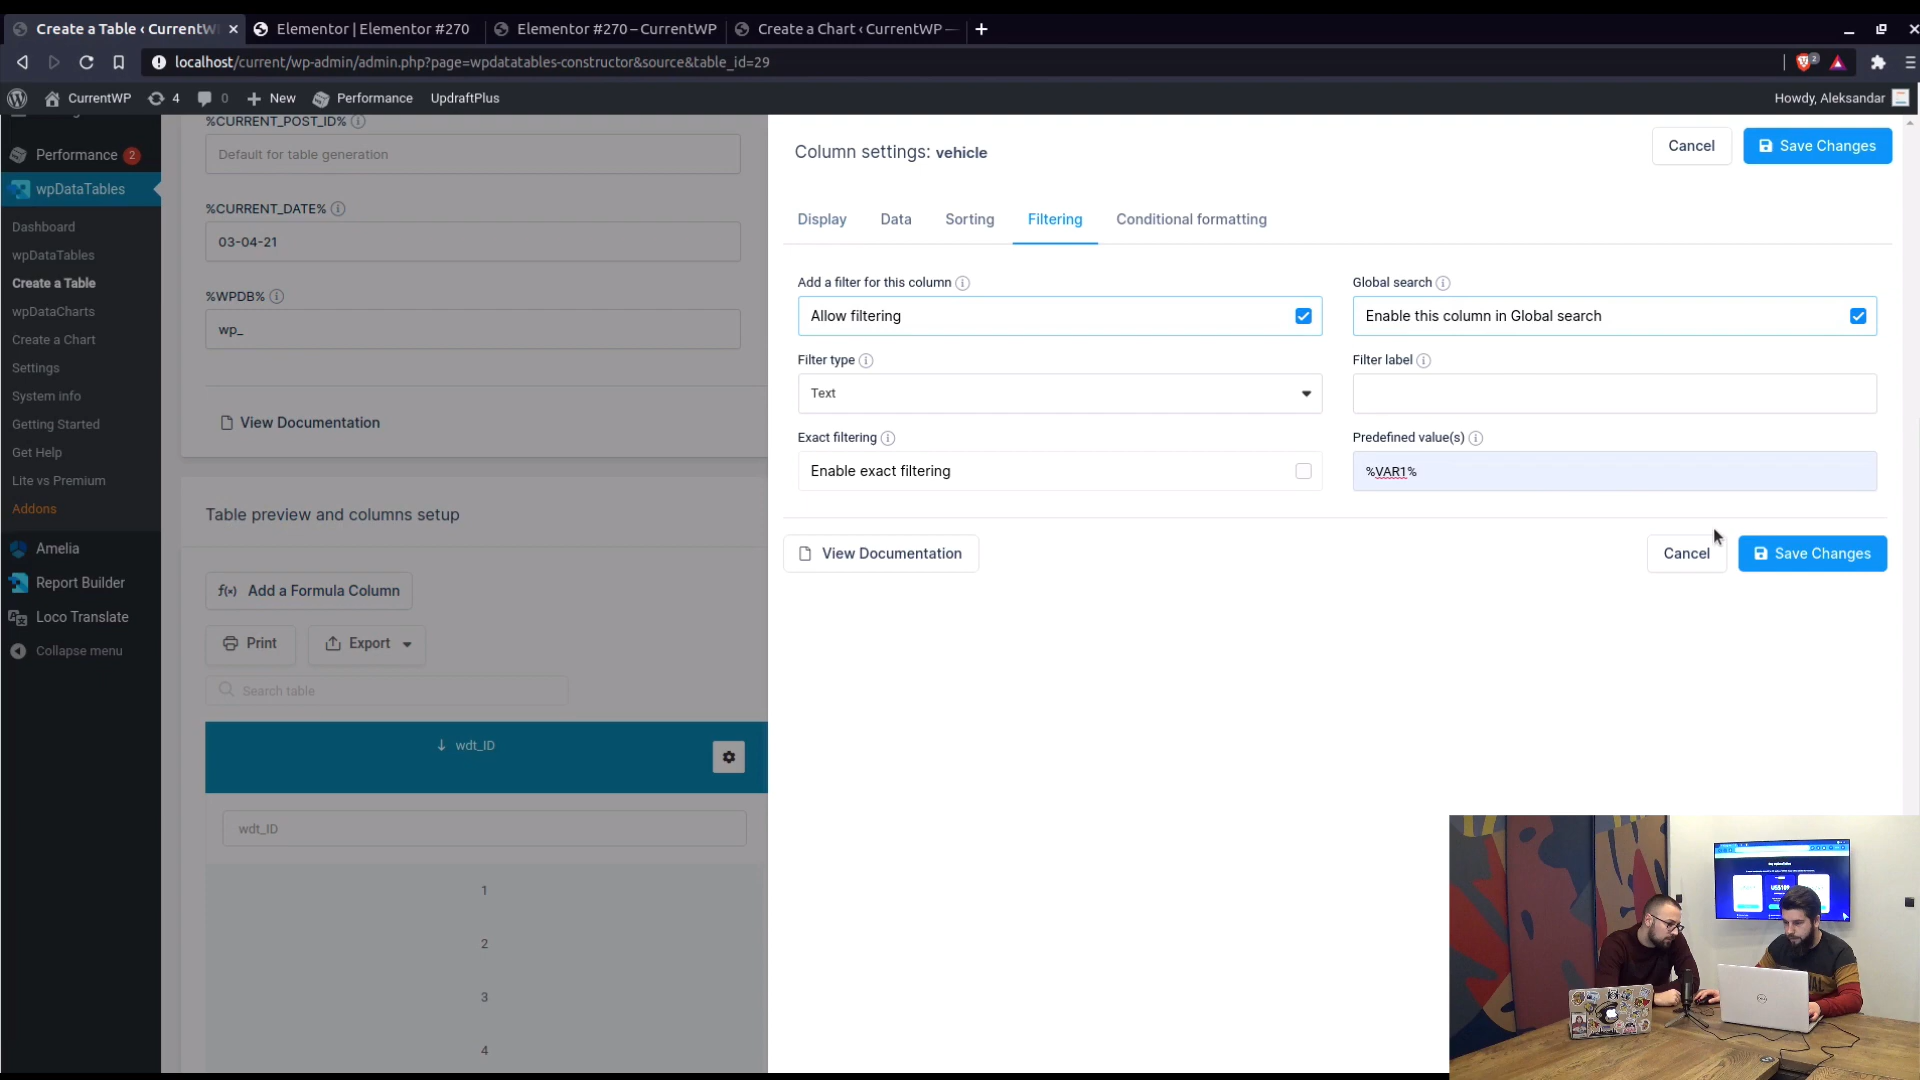 Create a Table ‹ CurrentW
Elementor | Elementor #270
Elementor #270 – CurrentWP
Create a Chart ‹ CurrentWP —
localhost/current/wp-admin/admin.php?page=wpdatatables-constructor&source&table_id=29
2
CurrentWP
4
0
New
Performance
UpdraftPlus
Howdy, Aleksandar
Performance 2
wpDataTables
Dashboard
wpDataTables
Create a Table
wpDataCharts
Create a Chart
Settings
System info
Getting Started
Get Help
Lite vs Premium
Addons
Amelia
Report Builder
Loco Translate
Collapse menu
%CURRENT_POST_ID%
Default for table generation
%CURRENT_DATE%
03-04-21
%WPDB%
wp_
View Documentation
Table preview and columns setup
f(x) Add a Formula Column
Print
Export
Search table
wdt_ID
wdt_ID
1
2
3
4
Column settings: vehicle
Cancel
Save Changes
Display
Data
Sorting
Filtering
Conditional formatting
Add a filter for this column
Allow filtering
Global search
Enable this column in Global search
Filter type
Text
Filter label
Exact filtering
Enable exact filtering
Predefined value(s)
%VAR1%
View Documentation
Cancel
Save Changes